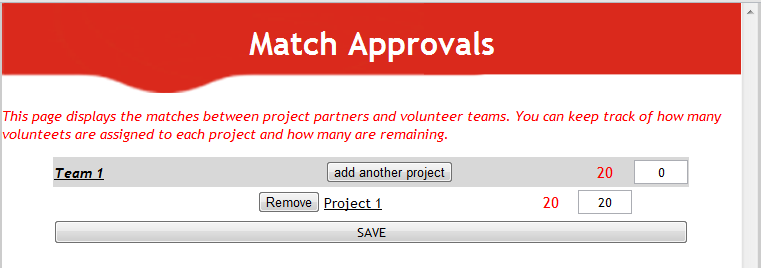 Match Approvals
This page displays the matches between project partners and volunteer teams. You can keep track of how many
volunteets are assigned to each project and how many are remaining.
Team 1 add another project 20 0
Remove Project 1 20 20
SAVE